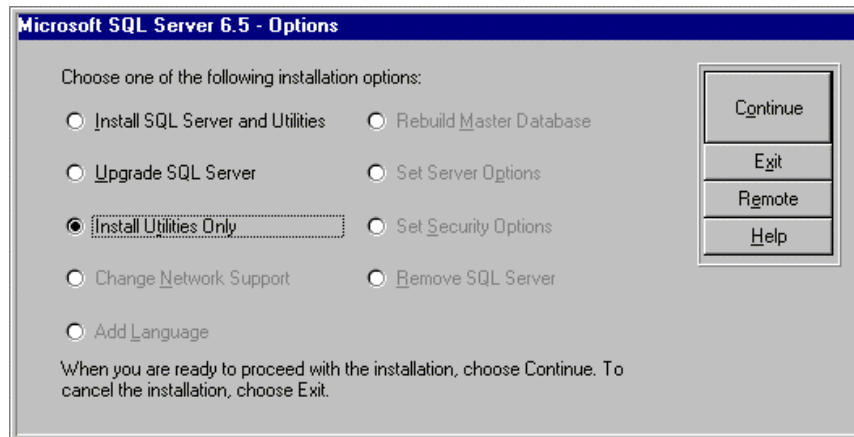 Microsoft SQL Server 6.5 - Options
Choose one of the following installation options:
Install SQL Server and Utilities
Rebuild Master Database
Upgrade SQL Server
Set Server Options
Install Utilities Only
Set Security Options
Change Network Support
Remove SQL Server
Add Language
When you are ready to proceed with the installation, choose Continue. To
cancel the installation, choose Exit.
Continue
Exit
Remote
Help